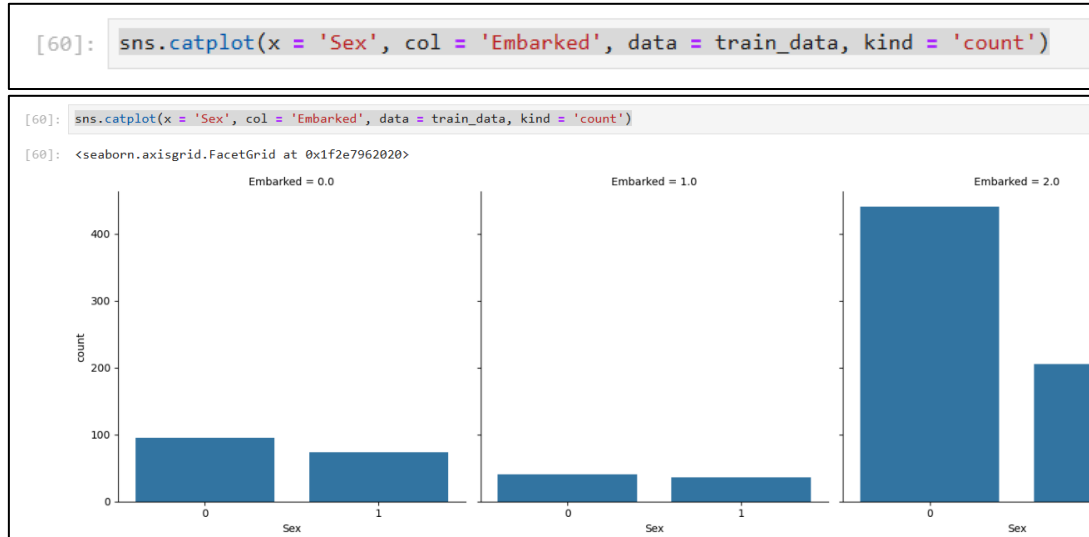 [60]: sns.catplot(x = 'Sex', col = 'Embarked', data = train_data, kind = 'count')
[60]: sns.catplot(x = 'Sex', col = 'Embarked', data = train_data, kind = 'count')
[60]: <seaborn.axisgrid.FacetGrid at 0x1f2e7962020>
Embarked = 0.0 Embarked = 1.0 Embarked = 2.0
400
300
count
200
100
0
0 1 0 1 0
Sex Sex Sex